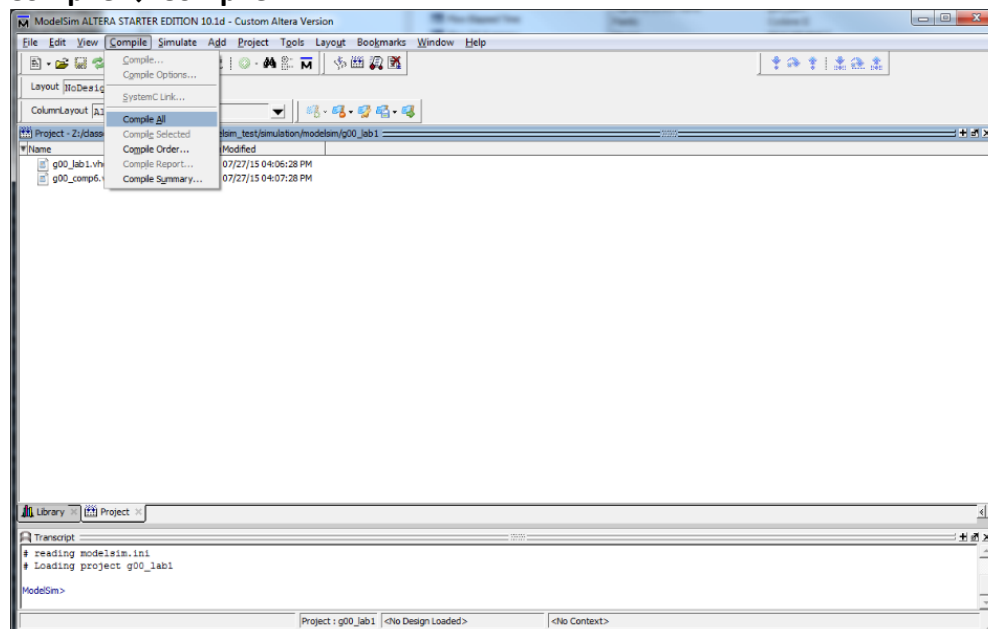 ModelSim ALTERA STARTER EDITION 10.1d - Custom Altera Version
File Edit View Compile Simulate Add Project Tools Layout Bookmarks Window Help
Compile...
Compile Options...
Layout NoDesig
SystemC Link...
ColumnLayout
Compile All
Project - Z:/class
elsim_test/simulation/modelsim/g00_lab1
Compile Selected
Name
Compile Order...
Modified
g00_lab1.vh
Compile Report...
07/27/15 04:06:28 PM
g00_comp6.
Compile Summary...
07/27/15 04:07:28 PM
Library Project
Transcript
# reading modelsim.ini
# Loading project g00_lab1
ModelSim>
Project : g00_lab1 <No Design Loaded> <No Context>